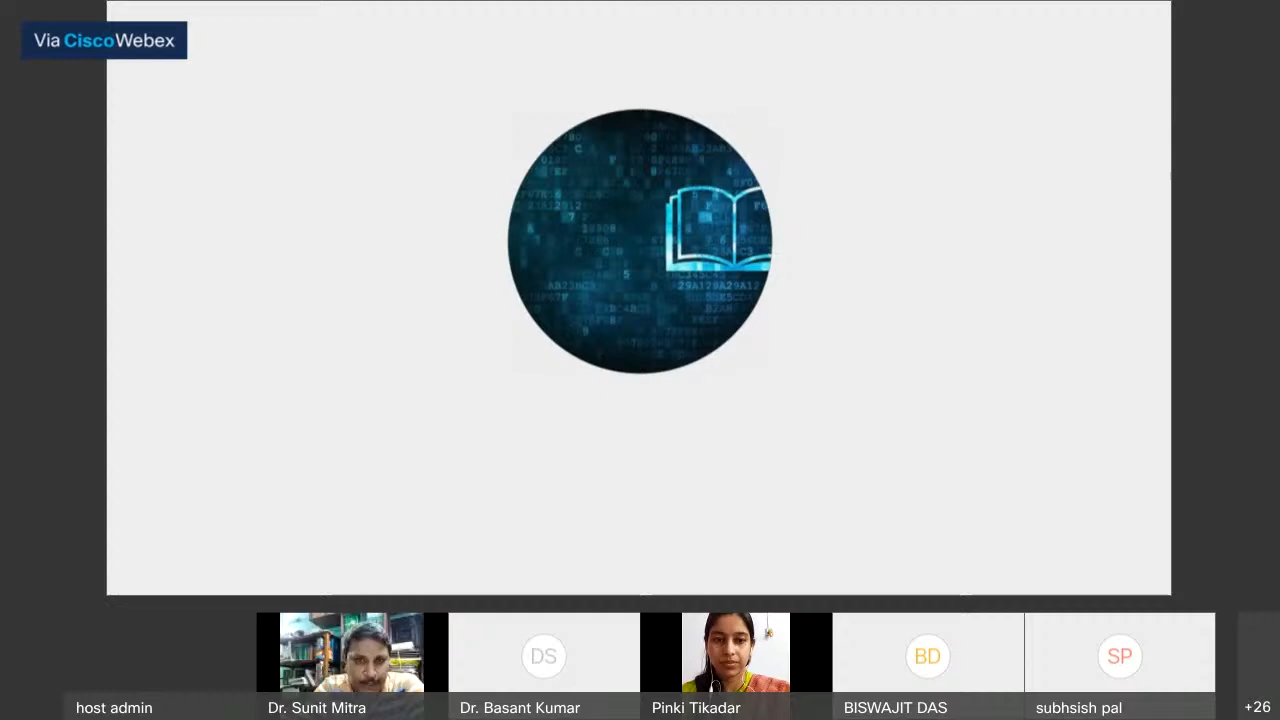 Via CiscoWebex
29A129A29A12
DS
BD
SP
host admin
Dr. Sunit Mitra
Dr. Basant Kumar
Pinki Tikadar
BISWAJIT DAS
subhsish pal
+26